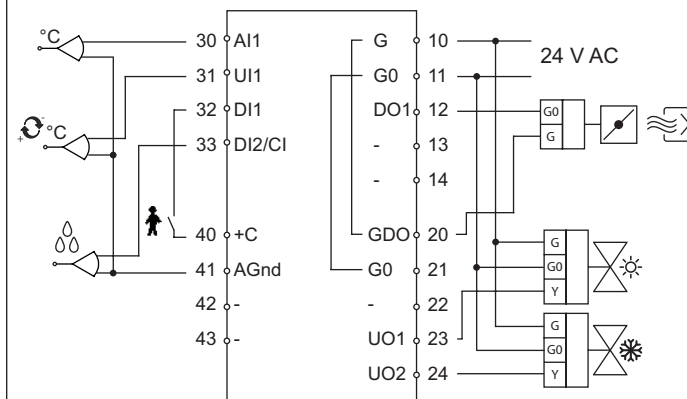 °C
30 AI1
G 10
24 V AC
31 UI1
G0 11
32 DI1
DO1 12
G0
G
+ - °C
33 DI2/CI
- 13
- 14
40 +C
GDO 20
G
41 AGnd
G0 21
G0
42 -
- 22
Y
43 -
UO1 23
G
G0
UO2 24
Y